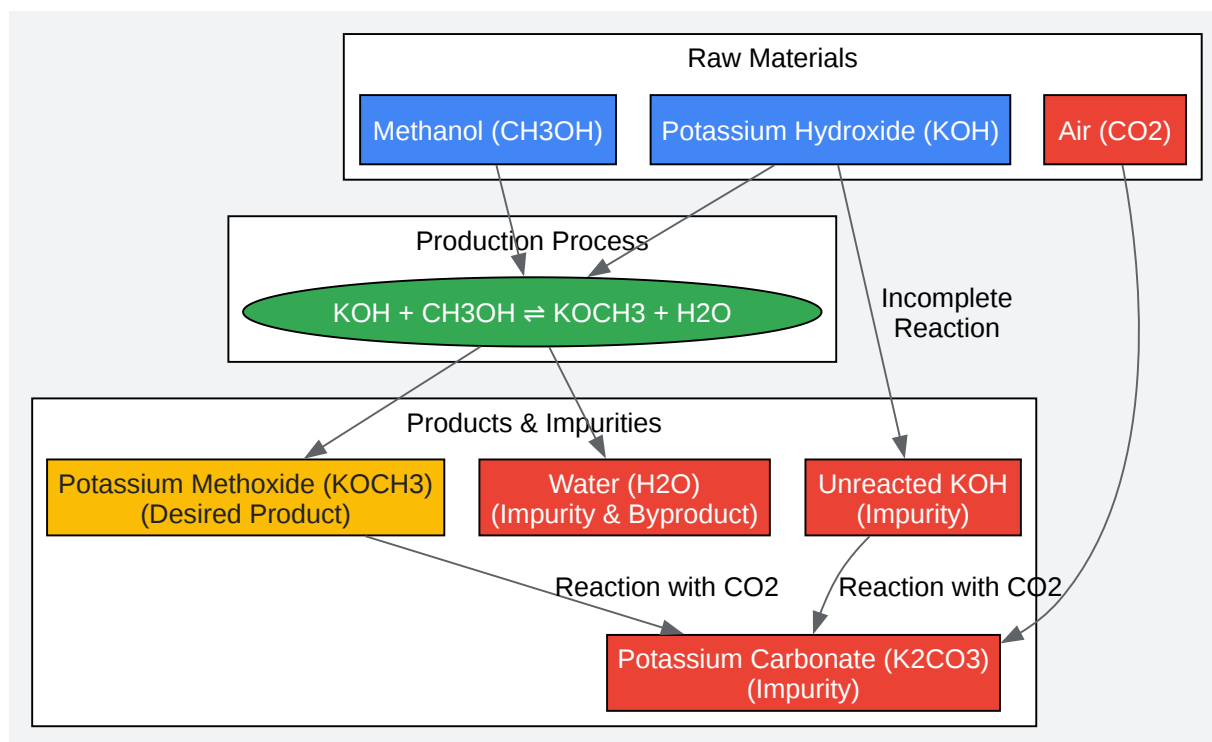 Raw Materials
Methanol (CH3OH)
Potassium Hydroxide (KOH)
Air (CO2)
Production Process
KOH + CH3OH ⇌ KOCH3 + H2O
Incomplete
Reaction
Products & Impurities
Potassium Methoxide (KOCH3)
(Desired Product)
Water (H2O)
(Impurity & Byproduct)
Unreacted KOH
(Impurity)
Reaction with CO2
Reaction with CO2
Potassium Carbonate (K2CO3)
(Impurity)